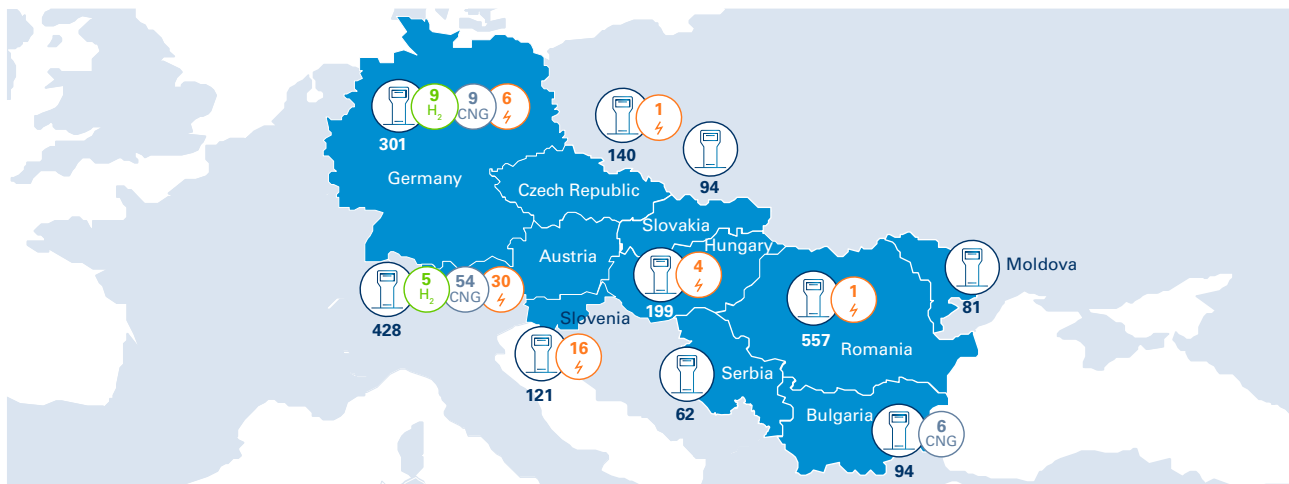 9
H₂
9
CNG
6
301
Germany
1
140
94
Czech Republic
Slovakia
Hungary
Austria
5
H₂
54
CNG
30
428
4
199
1
557
Romania
Moldova
81
Slovenia
16
121
Serbia
62
Bulgaria
6
CNG
94